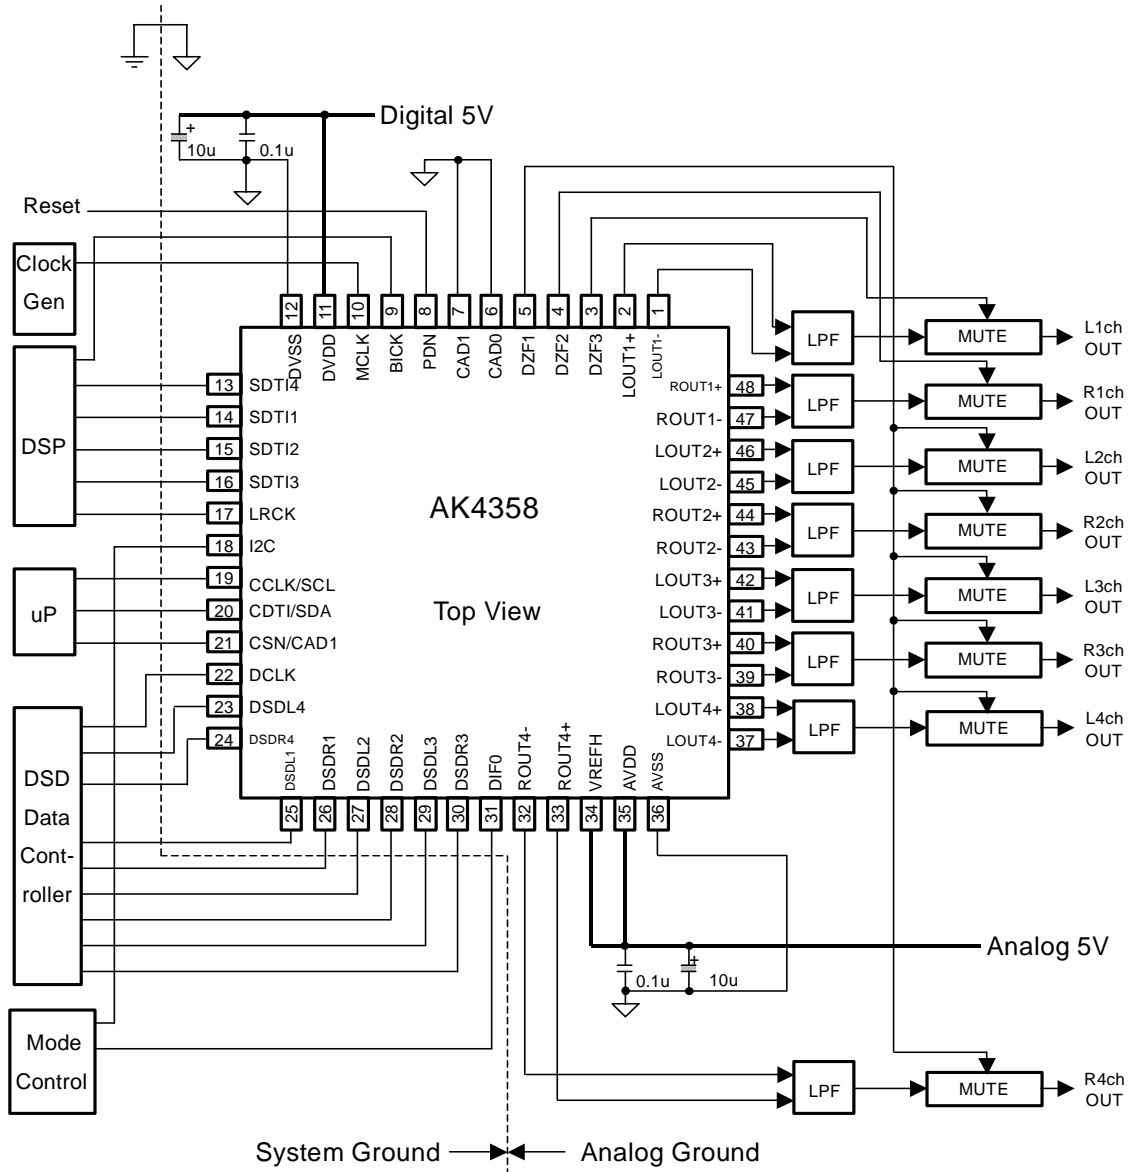 Digital 5V
+
10u
0.1u
Reset
Clock
Gen
12
11
10
9
8
7
6
5
4
3
2
1
DVSS
DVDD
MCLK
BICK
PDN
CAD1
CAD0
DZF1
DZF2
DZF3
LOUT1+
LOUT1-
LPF
MUTE
L1ch
OUT
DSP
13
SDTI4
14
SDTI1
15
SDTI2
16
SDTI3
17
LRCK
18
I2C
uP
19
CCLK/SCL
20
CDTI/SDA
21
CSN/CAD1
22
DCLK
23
DSDL4
24
DSDR4
AK4358
Top View
ROUT1+
48
ROUT1-
47
LPF
MUTE
R1ch
OUT
LOUT2+
46
LOUT2-
45
LPF
MUTE
L2ch
OUT
ROUT2+
44
ROUT2-
43
LPF
MUTE
R2ch
OUT
LOUT3+
42
LOUT3-
41
LPF
MUTE
L3ch
OUT
ROUT3+
40
ROUT3-
39
LPF
MUTE
R3ch
OUT
LOUT4+
38
LOUT4-
37
LPF
MUTE
L4ch
OUT
DSD
Data
Cont-
roller
DSDL1
DSDR1
DSDL2
DSDR2
DSDL3
DSDR3
DIF0
ROUT4-
ROUT4+
VREFH
AVDD
AVSS
25
26
27
28
29
30
31
32
33
34
35
36
Analog 5V
0.1u
+
10u
Mode
Control
LPF
MUTE
R4ch
OUT
System Ground
Analog Ground